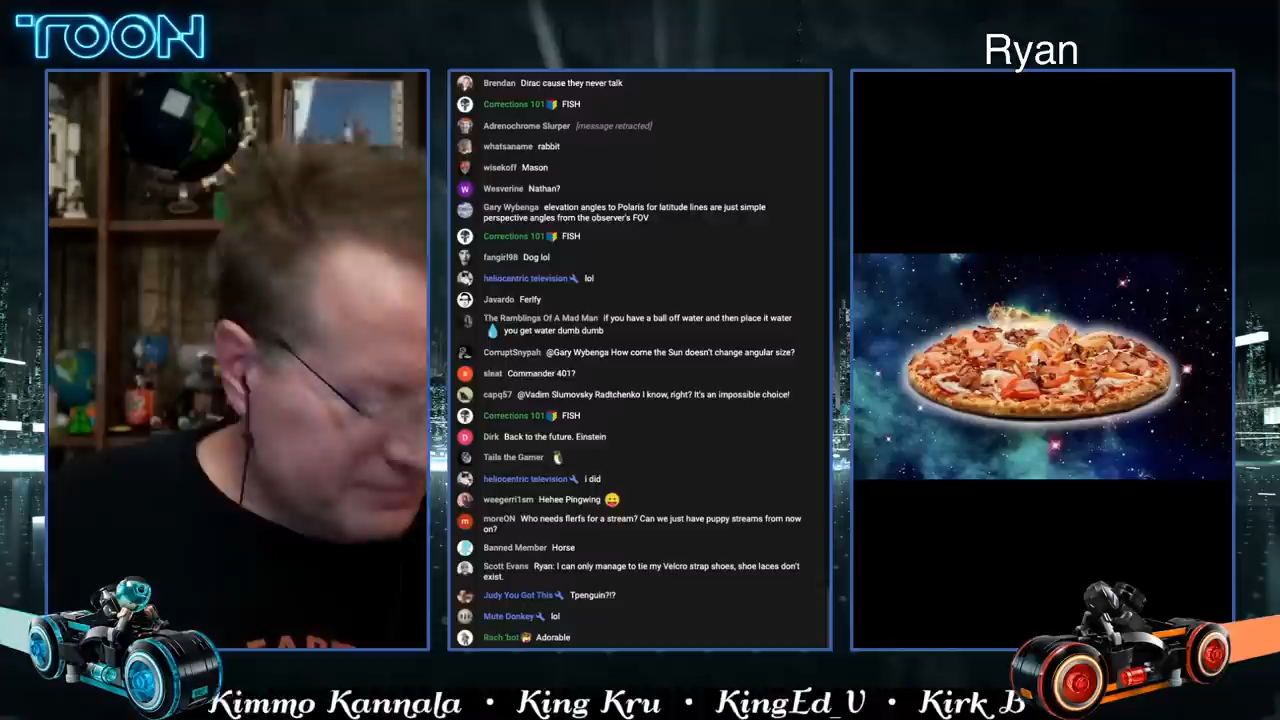 TOON
Ryan
Brendan Dirac cause they never talk
Corrections 101 FISH
Adrenochrome Slurper [message retracted]
whatsaname rabbit
wisekoff Mason
W
Wesverine Nathan?
Gary Wybenga elevation angles to Polaris for latitude lines are just simple
perspective angles from the observer's FOV
Corrections 101 FISH
fangirl98 Dog lol
heliocentric television lol
Javardo Ferlfy
The Ramblings Of A Mad Man if you have a ball off water and then place it water
you get water dumb dumb
CorruptSnypah @Gary Wybenga How come the Sun doesn't change angular size?
sleat Commander 401?
capq57 @Vadim Slumovsky Radtchenko I know, right? It's an impossible choice!
Corrections 101 FISH
D
Dirk Back to the future. Einstein
Tails the Gamer
heliocentric television i did
weegerri1sm Hehee Pingwing
m
moreON Who needs flerfs for a stream? Can we just have puppy streams from now
on?
Banned Member Horse
Scott Evans Ryan: I can only manage to tie my Velcro strap shoes, shoe laces don't
exist.
Judy You Got This Tpenguin?!?
Mute Donkey lol
Rach 'bot Adorable
Kimmo Kannala • King Kru • KingEd_V • Kirk B